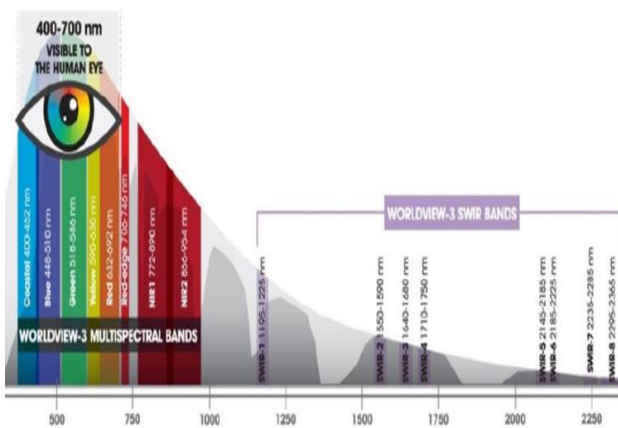 400-700 nm
VISIBLE TO
THE HUMAN EYE
WORLDVIEW-3 SWIR BANDS
Coastal 400-452 nm
Blue 448-510 nm
Green 518-586 nm
Yellow 590-630 nm
Red 632-692 nm
Red-edge 706-746 nm
NIR1 772-890 nm
NIR2 866-954 nm
SWIR-1 1195-1225 nm
SWIR-2 1550-1590 nm
SWIR-3 1640-1680 nm
SWIR-4 1710-1750 nm
SWIR-5 2145-2185 nm
SWIR-6 2185-2225 nm
SWIR-7 2235-2285 nm
SWIR-8 2295-2365 nm
WORLDVIEW-3 MULTISPECTRAL BANDS
500 750 1000 1250 1500 1750 2000 2250